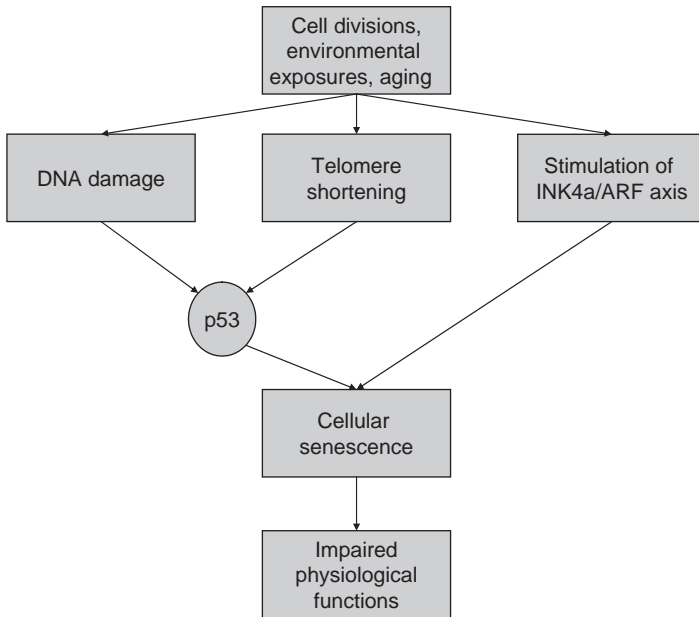 Cell divisions,
environmental
exposures, aging
DNA damage
Telomere
shortening
Stimulation of
INK4a/ARF axis
p53
Cellular
senescence
Impaired
physiological
functions